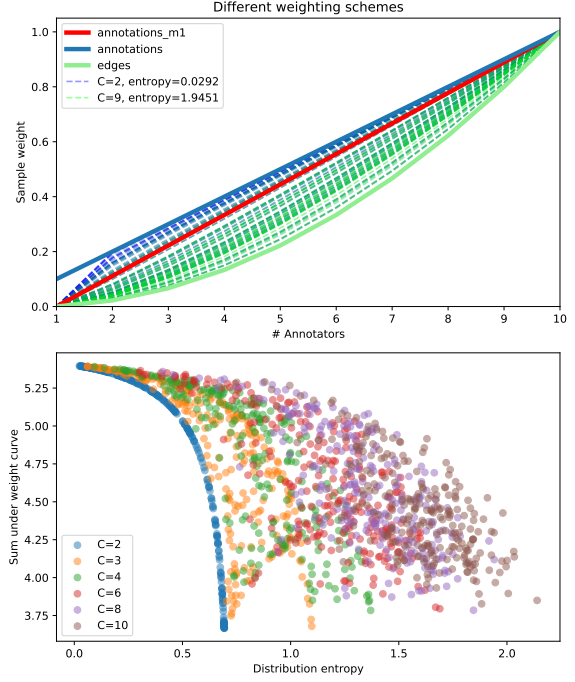 Different weighting schemes
1.0
0.8
0.6
0.4
0.2
0.0
Sample weight
annotations_m1
annotations
edges
C=2, entropy=0.0292
C=9, entropy=1.9451
1 2 3 4 5 6 7 8 9 10
# Annotators
5.25
5.00
4.75
4.50
4.25
4.00
3.75
Sum under weight curve
C=2
C=3
C=4
C=6
C=8
C=10
0.0 0.5 1.0 1.5 2.0
Distribution entropy